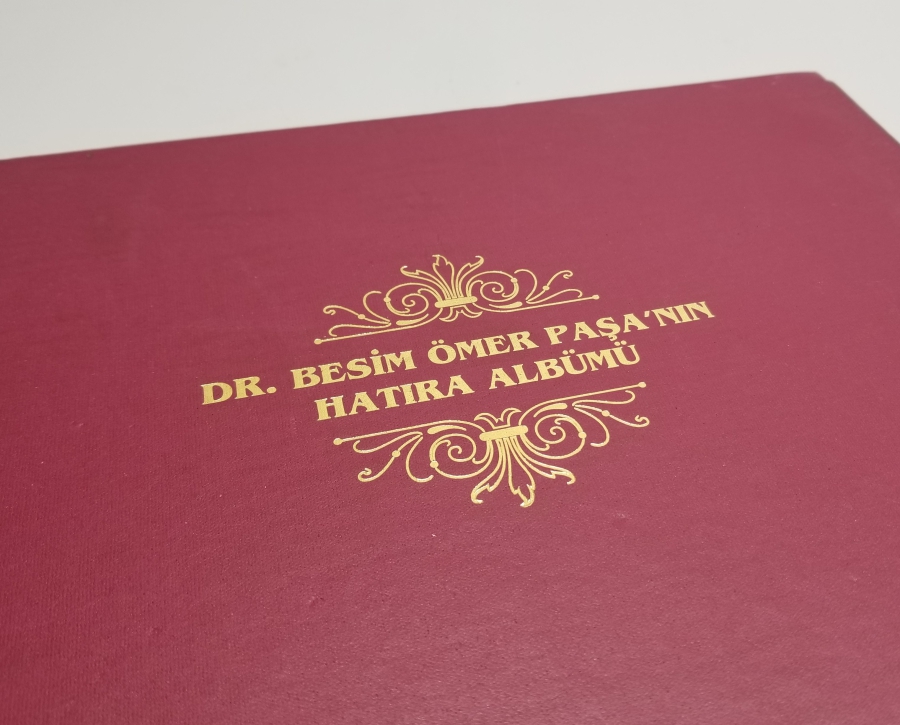 DR. BESİM ÖMER PAŞA'NIN
HATIRA ALBÜMÜ